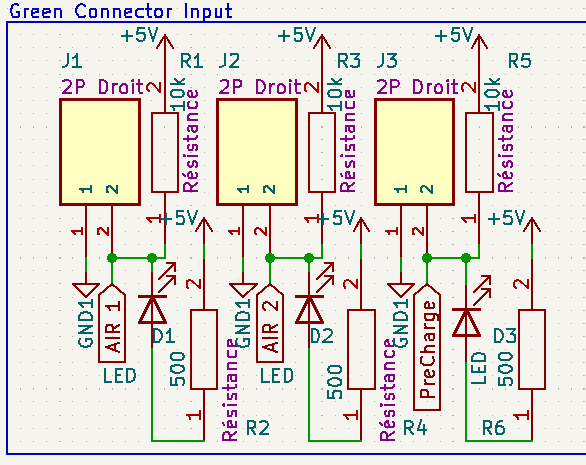 Green Connector Input
+5V +5V +5V
J1 R1 J2 R3 J3 R5
2P Droit 2P Droit 2P Droit
2 10k 2 10k 2 10k
Résistance Résistance Résistance
1 2 1 2 1 2
1 2 1 1 2 1 1 2 1
+5V +5V +5V
2 2 2
GND1 AIR 1 D1 GND1 AIR 2 D2 GND1 PreCharge LED D3
500 Résistance 500 Résistance 500
LED LED
1 1 1
R2 R4 R6